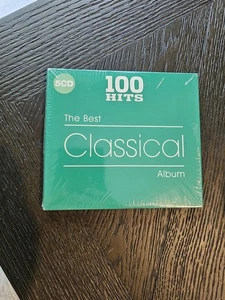 5CD
100
HITS
The Best
Classical
Album